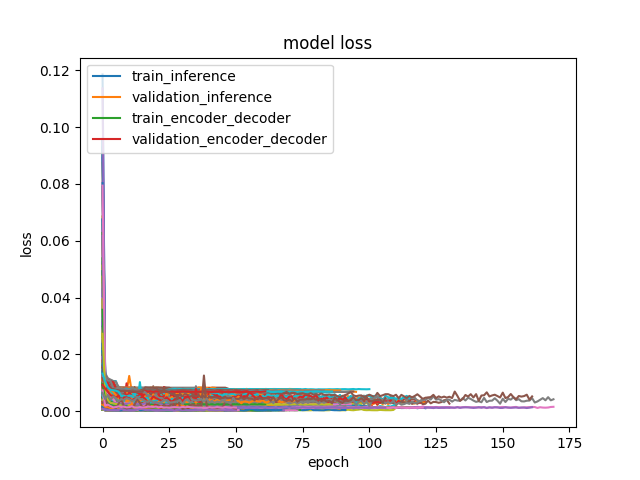 model loss
train_inference
validation_inference
train_encoder_decoder
validation_encoder_decoder
loss
0.12
0.10
0.08
0.06
0.04
0.02
0.00
0 25 50 75 100 125 150 175
epoch